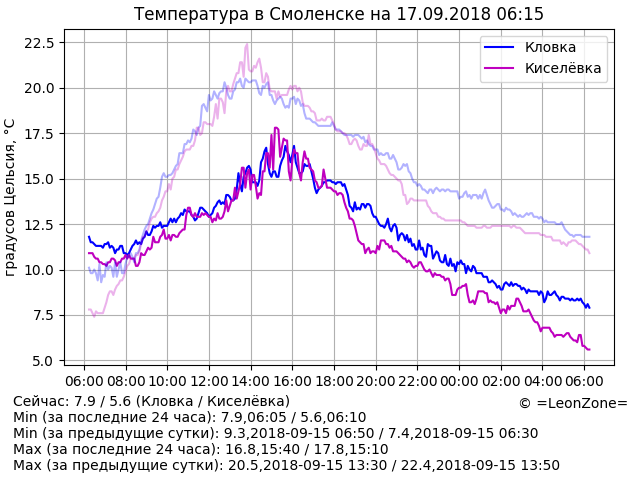 Температура в Смоленске на 17.09.2018 06:15
Кловка
Киселёвка
градусов Цельсия, °C
22.5
20.0
17.5
15.0
12.5
10.0
7.5
5.0
06:00 08:00 10:00 12:00 14:00 16:00 18:00 20:00 22:00 00:00 02:00 04:00 06:00
Сейчас: 7.9 / 5.6 (Кловка / Киселёвка)
© =LeonZone=
Min (за последние 24 часа): 7.9,06:05 / 5.6,06:10
Min (за предыдущие сутки): 9.3,2018-09-15 06:50 / 7.4,2018-09-15 06:30
Max (за последние 24 часа): 16.8,15:40 / 17.8,15:10
Max (за предыдущие сутки): 20.5,2018-09-15 13:30 / 22.4,2018-09-15 13:50